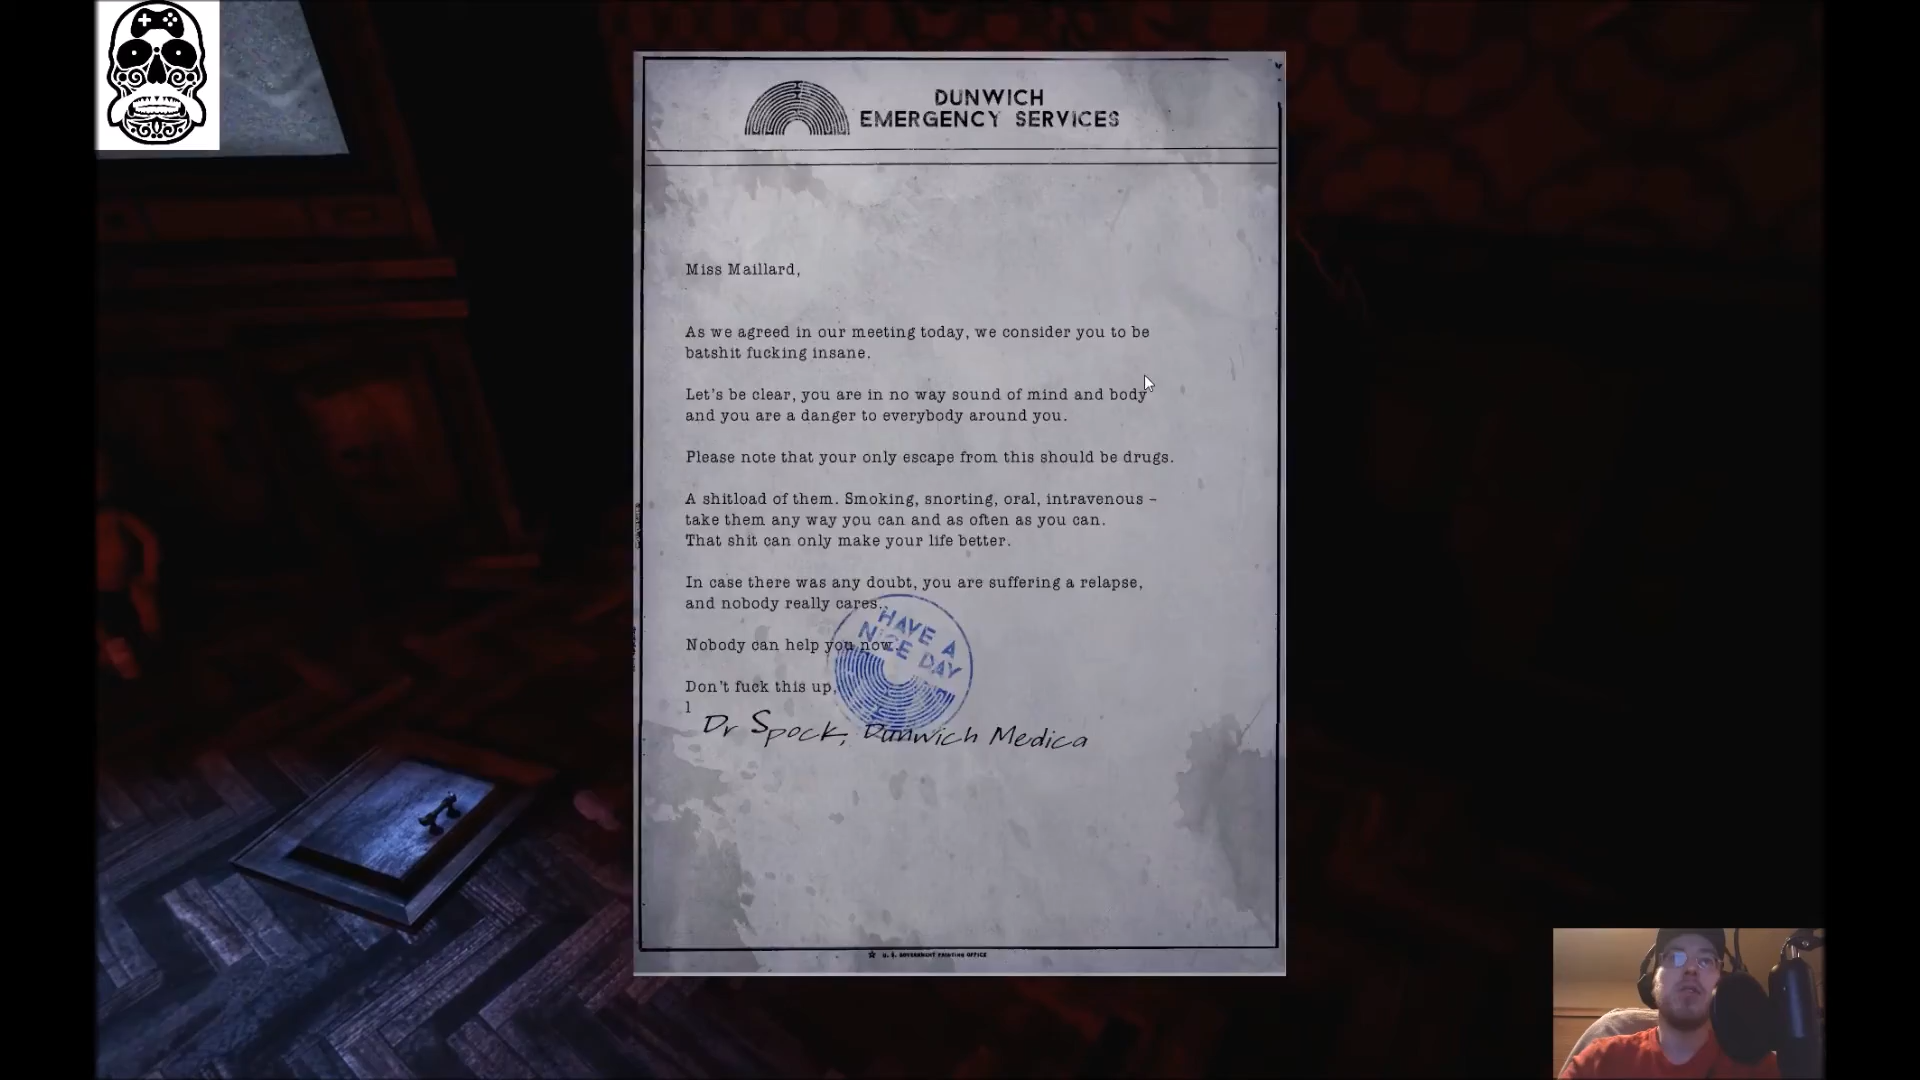 DUNWICH
EMERGENCY SERVICES
Miss Maillard,
As we agreed in our meeting today, we consider you to be
batshit fucking insane.
Let's be clear, you are in no way sound of mind and body
and you are a danger to everybody around you.
Please note that your only escape from this should be drugs.
A shitload of them. Smoking, snorting, oral, intravenous –
take them any way you can and as often as you can.
That shit can only make your life better.
In case there was any doubt, you are suffering a relapse,
and nobody really cares.
HAVE A
NICE DAY
Nobody can help you now.
Don't fuck this up,
l
Dr Spock, Dunwich Medica
U. S. GOVERNMENT PRINTING OFFICE